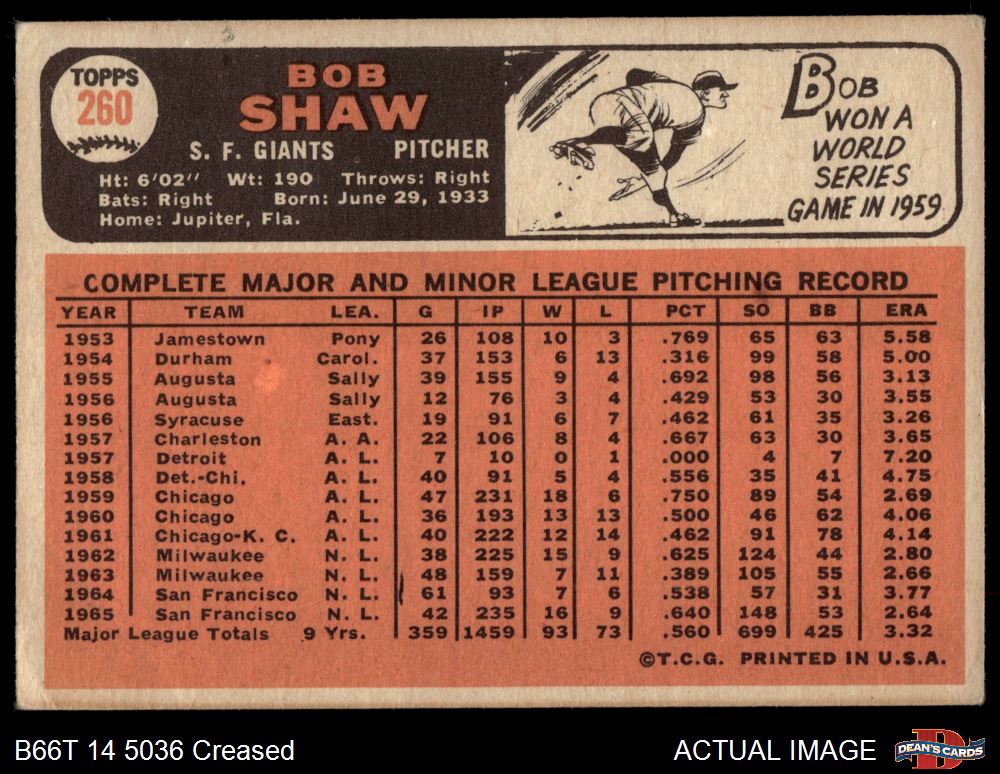 TOPPS
260
BOB
SHAW
S. F. GIANTS PITCHER
Ht: 6'02" Wt: 190 Throws: Right
Bats: Right Born: June 29, 1933
Home: Jupiter, Fla.
BOB
WON A
WORLD
SERIES
GAME IN 1959
COMPLETE MAJOR AND MINOR LEAGUE PITCHING RECORD
YEAR TEAM LEA. G IP W L PCT SO BB ERA
1953 Jamestown Pony 26 108 10 3 .769 65 63 5.58
1954 Durham Carol. 37 153 6 13 .316 99 58 5.00
1955 Augusta Sally 39 155 9 4 .692 98 56 3.13
1956 Augusta Sally 12 76 3 4 .429 53 30 3.55
1956 Syracuse East. 19 91 6 7 .462 61 35 3.26
1957 Charleston A. A. 22 106 8 4 .667 63 30 3.65
1957 Detroit A. L. 7 10 0 1 .000 4 7 7.20
1958 Det.-Chi. A. L. 40 91 5 4 .556 35 41 4.75
1959 Chicago A. L. 47 231 18 6 .750 89 54 2.69
1960 Chicago A. L. 36 193 13 13 .500 46 62 4.06
1961 Chicago-K. C. A. L. 40 222 12 14 .462 91 78 4.14
1962 Milwaukee N. L. 38 225 15 9 .625 124 44 2.80
1963 Milwaukee N. L. 48 159 7 11 .389 105 55 2.66
1964 San Francisco N. L. 61 93 7 6 .538 57 31 3.77
1965 San Francisco N. L. 42 235 16 9 .640 148 53 2.64
Major League Totals 9 Yrs. 359 1459 93 73 .560 699 425 3.32
©T.C.G. PRINTED IN U.S.A.
B66T 14 5036 Creased
ACTUAL IMAGE
DEAN'S CARDS